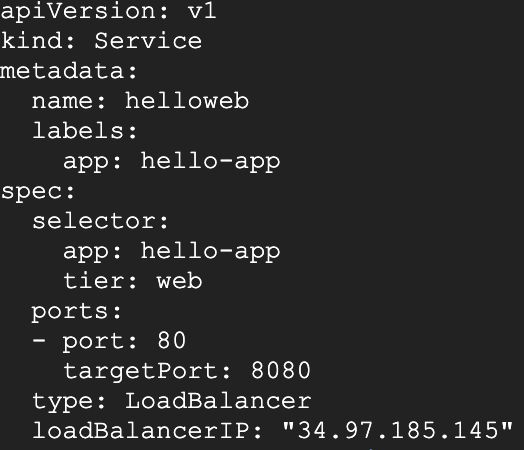 apiVersion: v1
kind: Service
metadata:
  name: helloweb
  labels:
    app: hello-app
spec:
  selector:
    app: hello-app
    tier: web
  ports:
  - port: 80
    targetPort: 8080
  type: LoadBalancer
  loadBalancerIP: "34.97.185.145"